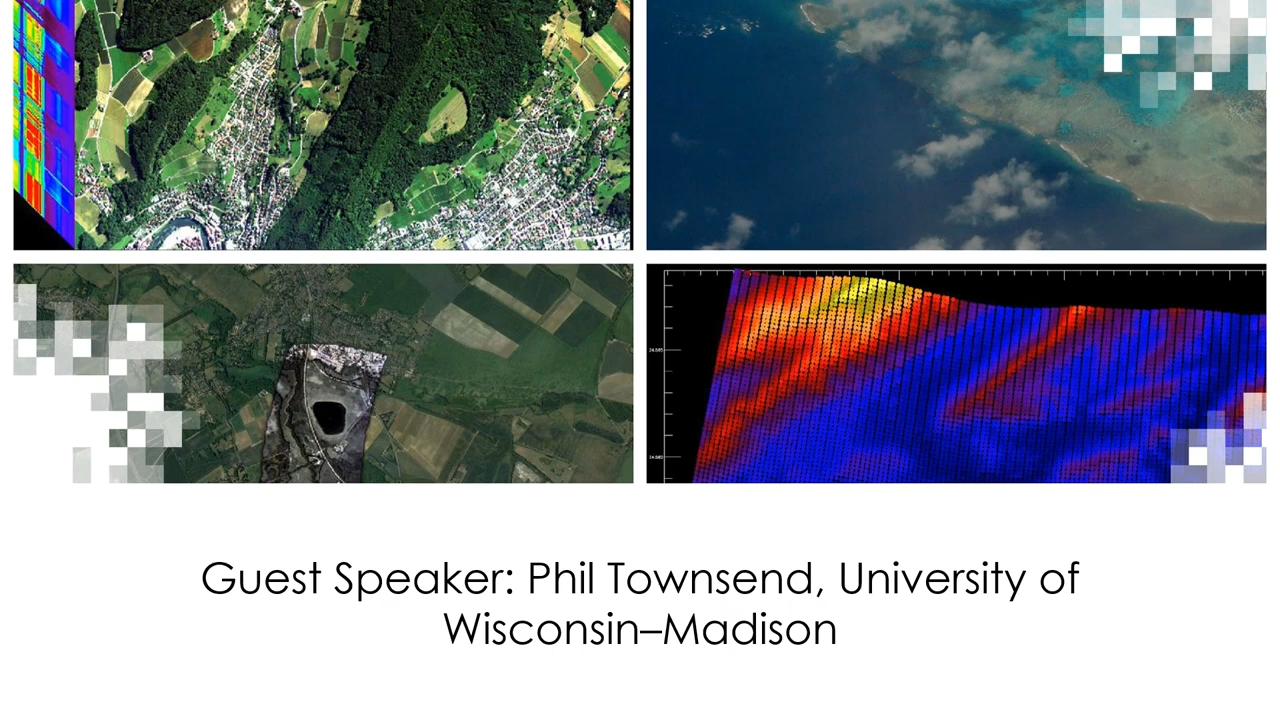 Guest Speaker: Phil Townsend, University of
Wisconsin–Madison